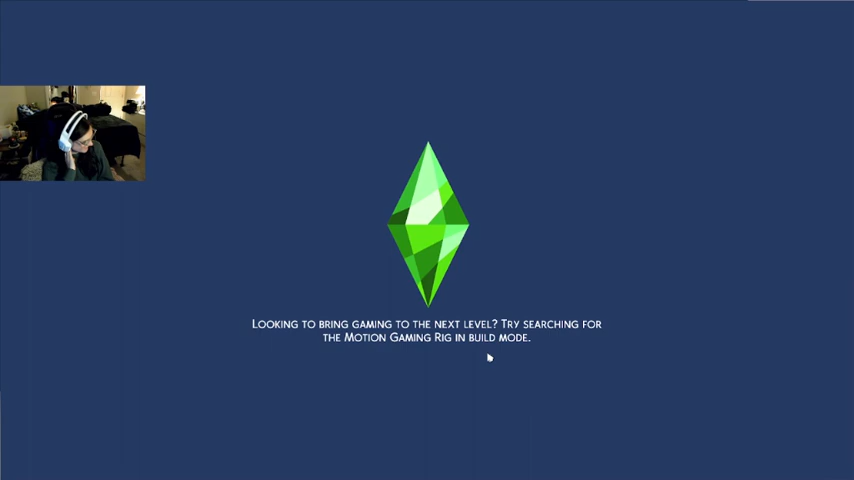 Looking to bring gaming to the next level? Try searching for
the Motion Gaming Rig in build mode.